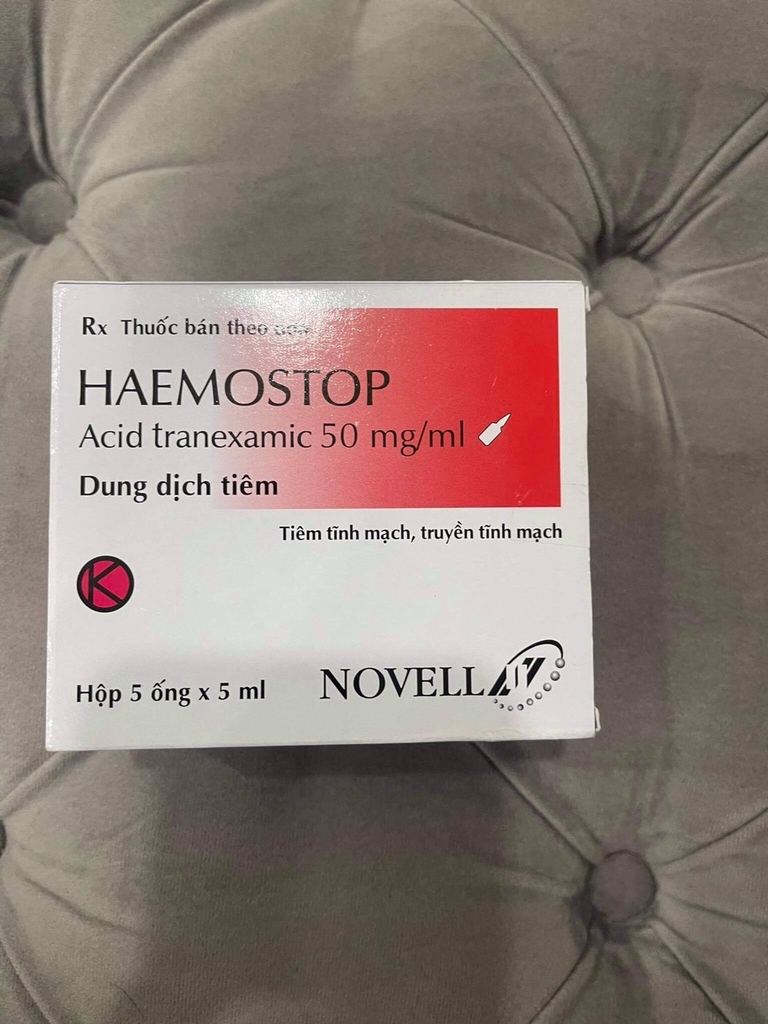 Rx Thuốc bán theo đơn
HAEMOSTOP
Acid tranexamic 50 mg/ml
Dung dịch tiêm
Tiêm tĩnh mạch, truyền tĩnh mạch
K
Hộp 5 ống x 5 ml
NOVELL